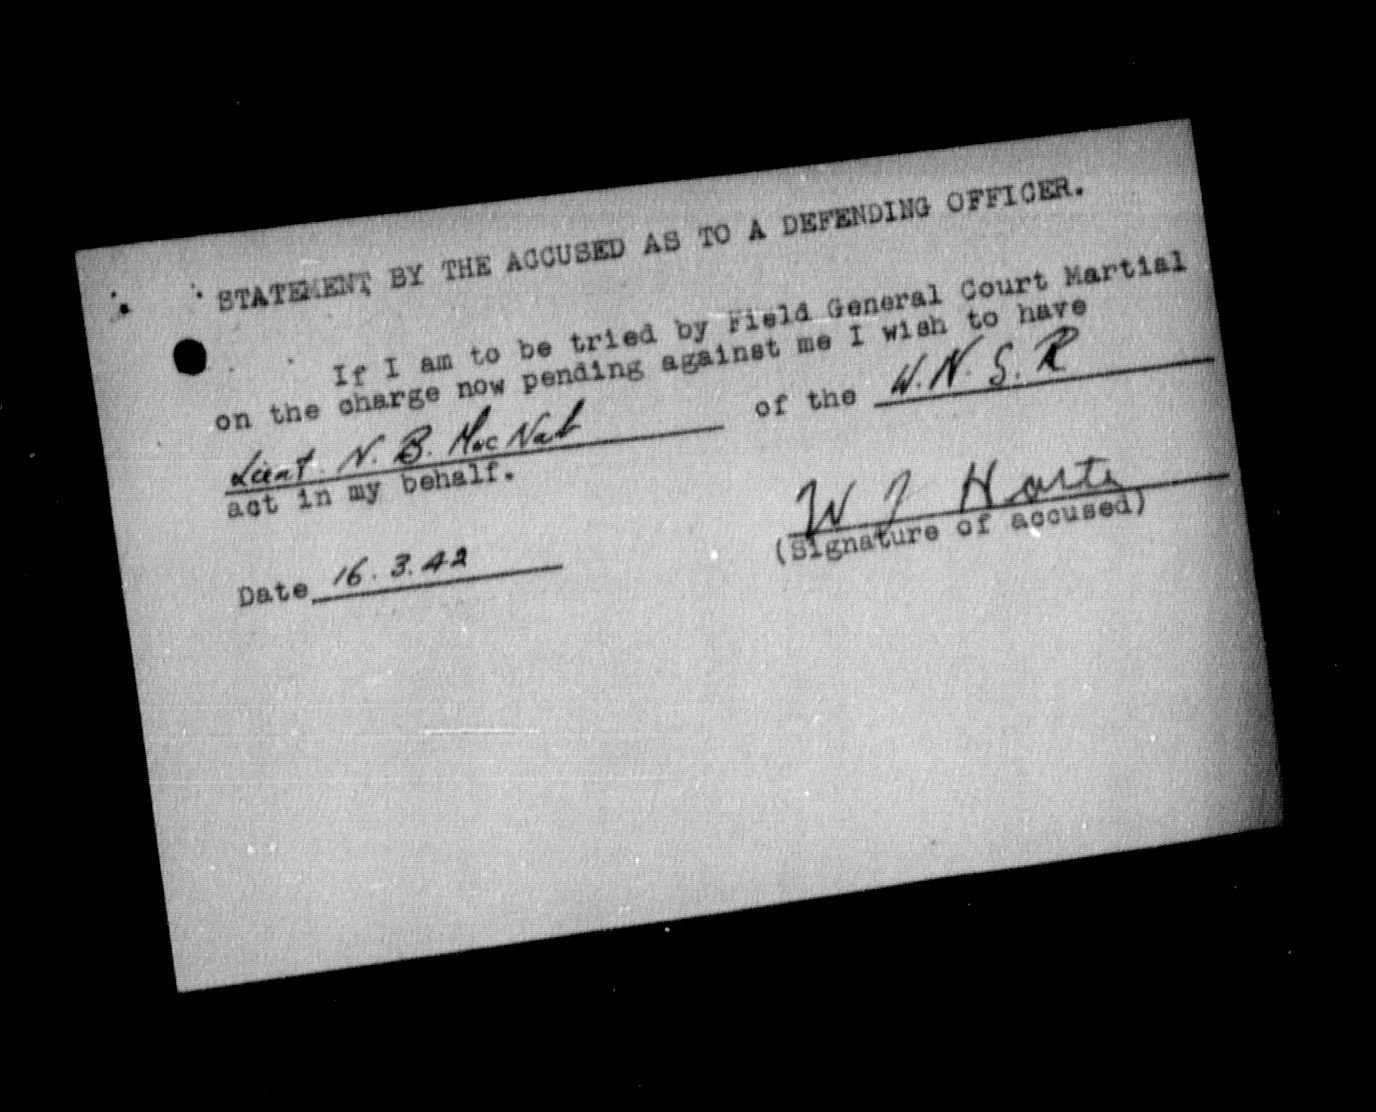 STATEMENT BY THE ACCUSED AS TO A DEFENDING OFFICER.
If I am to be tried by Field General Court Martial
on the charge now pending against me I wish to have
Lieut. N. B. MacNab of the W. N. S. R
act in my behalf.
W J Harte
(Signature of accused)
Date 16.3.42